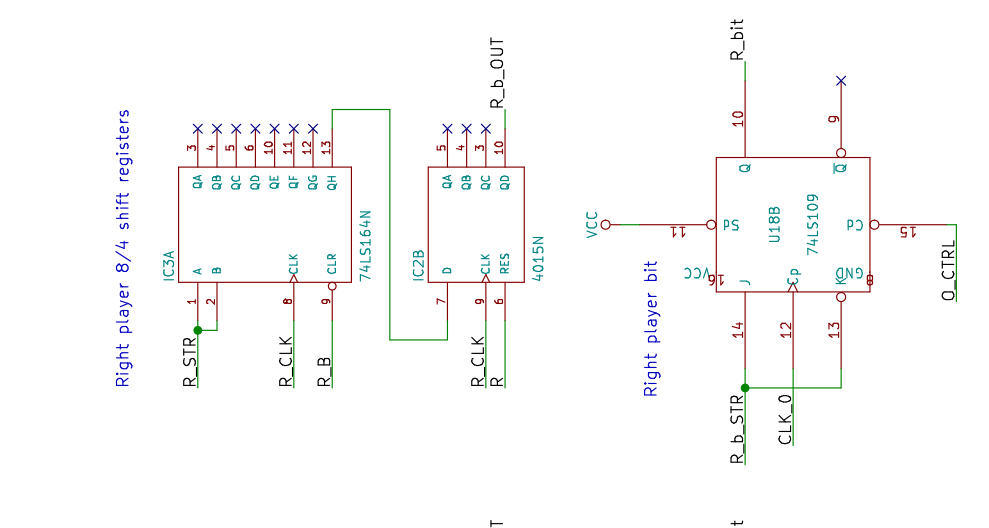 Right player 8/4 shift registers
3
4
5
6
10
11
12
13
QA
QB
QC
QD
QE
QF
QG
QH
IC3A
74LS164N
A
B
CLK
CLR
1
2
8
9
R_STR
R_CLK
R_B
R_b_OUT
5
4
3
10
QA
QB
QC
QD
IC2B
4015N
D
CLK
RES
7
9
6
R_CLK
R
R_bit
10
9
Q
Q
VCC
11
Sd
U18B
74LS109
Cd
15
O_CTRL
VCC
16
GND
8
J
Cp
K
Right player bit
14
12
13
R_b_STR
CLK_0
T
t